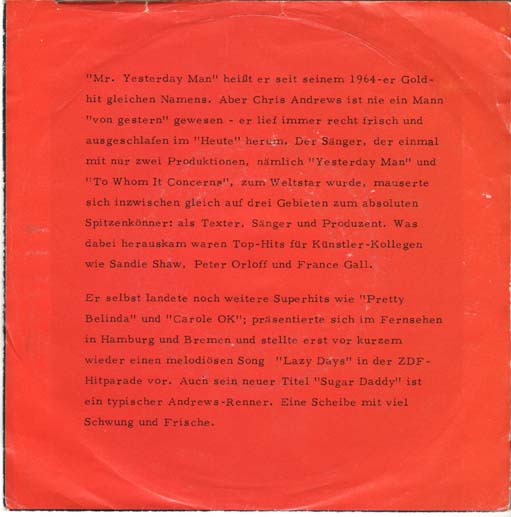 "Mr. Yesterday Man" heißt er seit seinem 1964-er Gold-
hit gleichen Namens. Aber Chris Andrews ist nie ein Mann
"von gestern" gewesen - er lief immer recht frisch und
ausgeschlafen im "Heute" herum. Der Sänger, der einmal
mit nur zwei Produktionen, nämlich "Yesterday Man" und
"To Whom It Concerns", zum Weltstar wurde, mauserte
sich inzwischen gleich auf drei Gebieten zum absoluten
Spitzenkönner: als Texter, Sänger und Produzent. Was
dabei herauskam waren Top-Hits für Künstler-Kollegen
wie Sandie Shaw, Peter Orloff und France Gall.
Er selbst landete noch weitere Superhits wie "Pretty
Belinda" und "Carole OK"; präsentierte sich im Fernsehen
in Hamburg und Bremen und stellte erst vor kurzem
wieder einen melodiösen Song "Lazy Days" in der ZDF-
Hitparade vor. Auch sein neuer Titel "Sugar Daddy" ist
ein typischer Andrews-Renner. Eine Scheibe mit viel
Schwung und Frische.